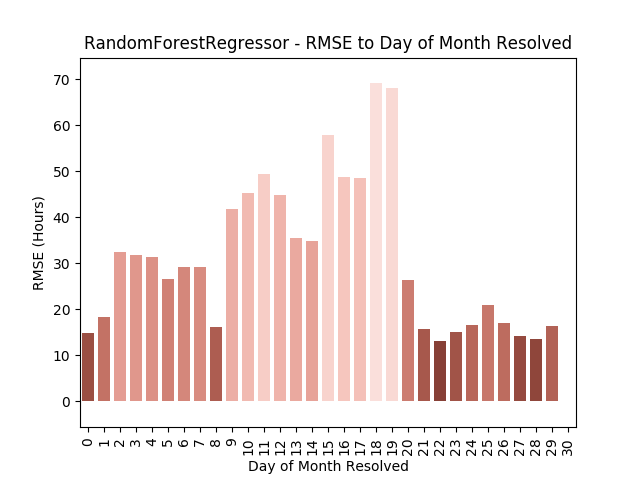 RandomForestRegressor - RMSE to Day of Month Resolved
70
60
50
40
30
20
10
0
RMSE (Hours)
0 1 2 3 4 5 6 7 8 9 10 11 12 13 14 15 16 17 18 19 20 21 22 23 24 25 26 27 28 29 30
Day of Month Resolved